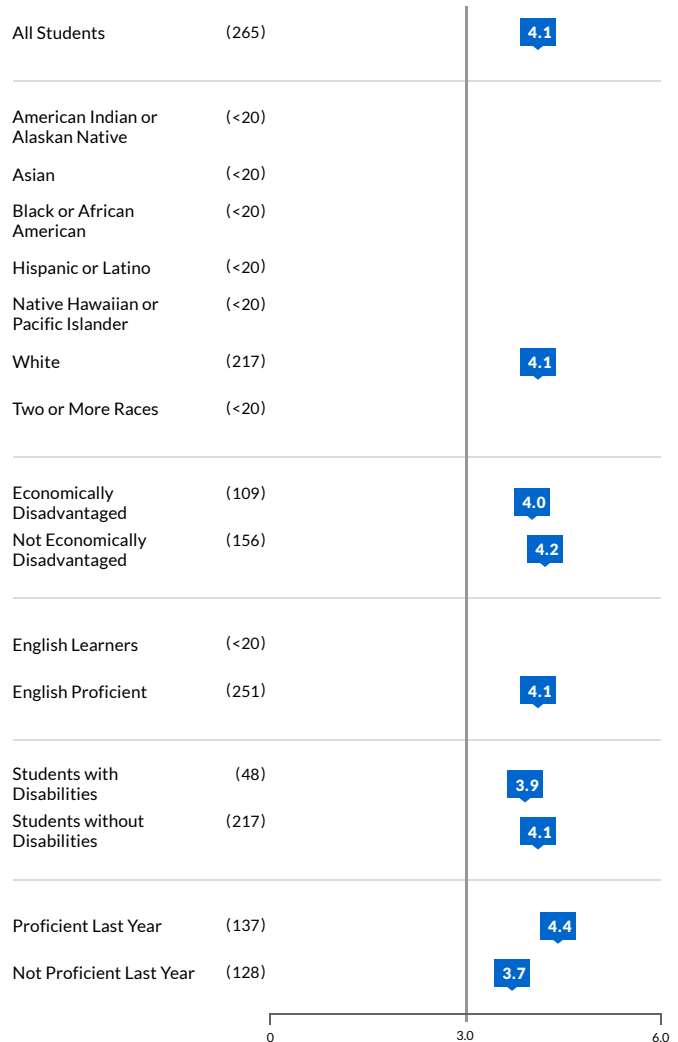 All Students (265) 4.1
American Indian or (<20)
Alaskan Native
Asian (<20)
Black or African (<20)
American
Hispanic or Latino (<20)
Native Hawaiian or (<20)
Pacific Islander
White (217) 4.1
Two or More Races (<20)
Economically (109) 4.0
Disadvantaged
Not Economically (156) 4.2
Disadvantaged
English Learners (<20)
English Proficient (251) 4.1
Students with (48) 3.9
Disabilities
Students without (217) 4.1
Disabilities
Proficient Last Year (137) 4.4
Not Proficient Last Year (128) 3.7
0 3.0 6.0